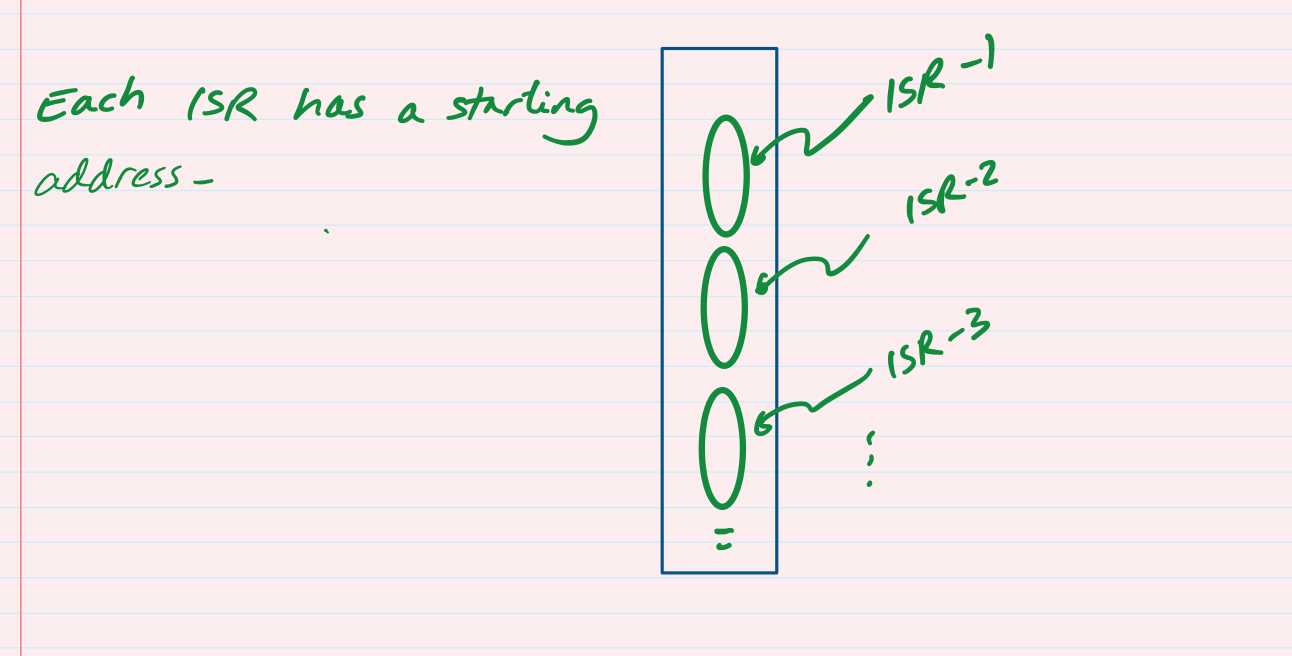 Each ISR has a starting
address -
ISR-1
ISR-2
ISR-3